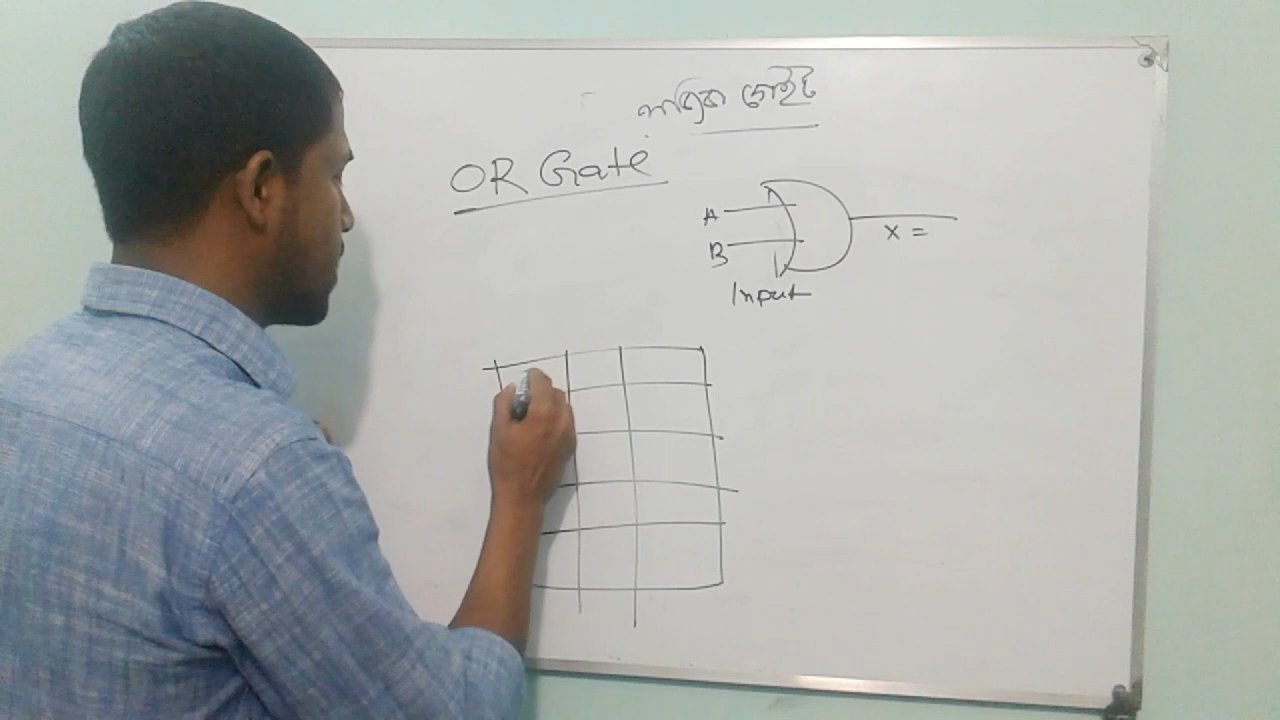 লজিক গেইট
OR Gate
A
B
X =
Input